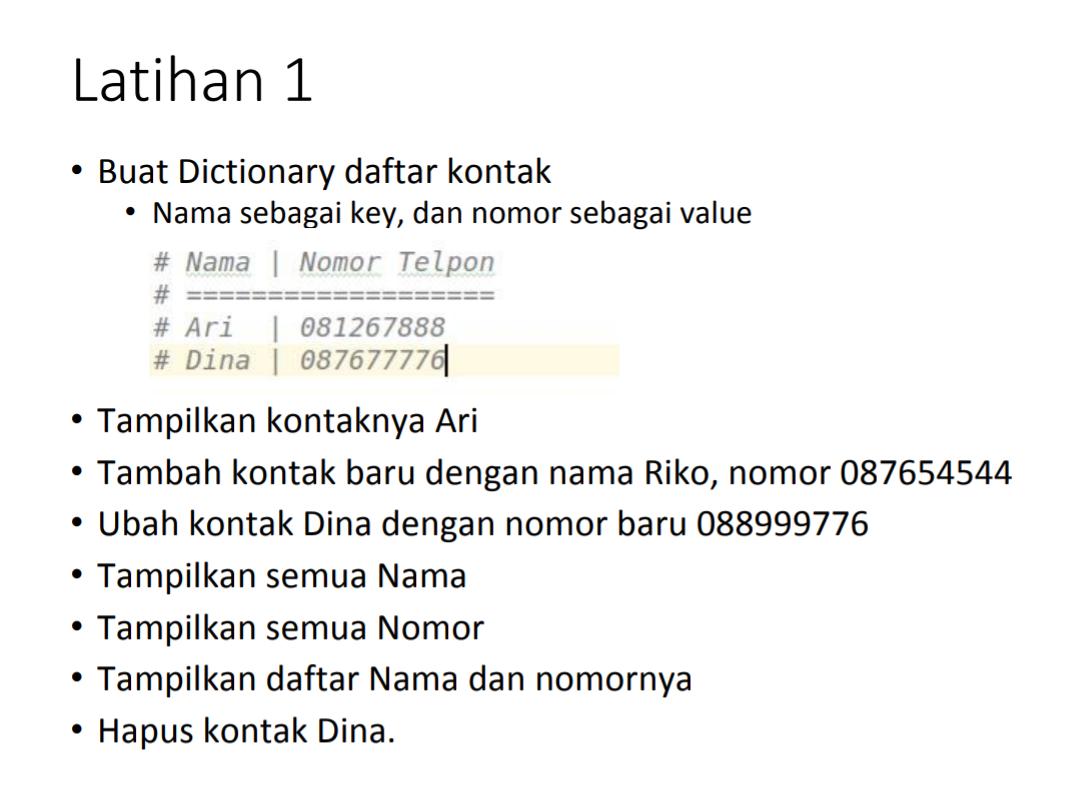 Latihan 1
• Buat Dictionary daftar kontak
• Nama sebagai key, dan nomor sebagai value
# Nama | Nomor Telpon
# ===================
# Ari | 081267888
# Dina | 087677776
• Tampilkan kontaknya Ari
• Tambah kontak baru dengan nama Riko, nomor 087654544
• Ubah kontak Dina dengan nomor baru 088999776
• Tampilkan semua Nama
• Tampilkan semua Nomor
• Tampilkan daftar Nama dan nomornya
• Hapus kontak Dina.